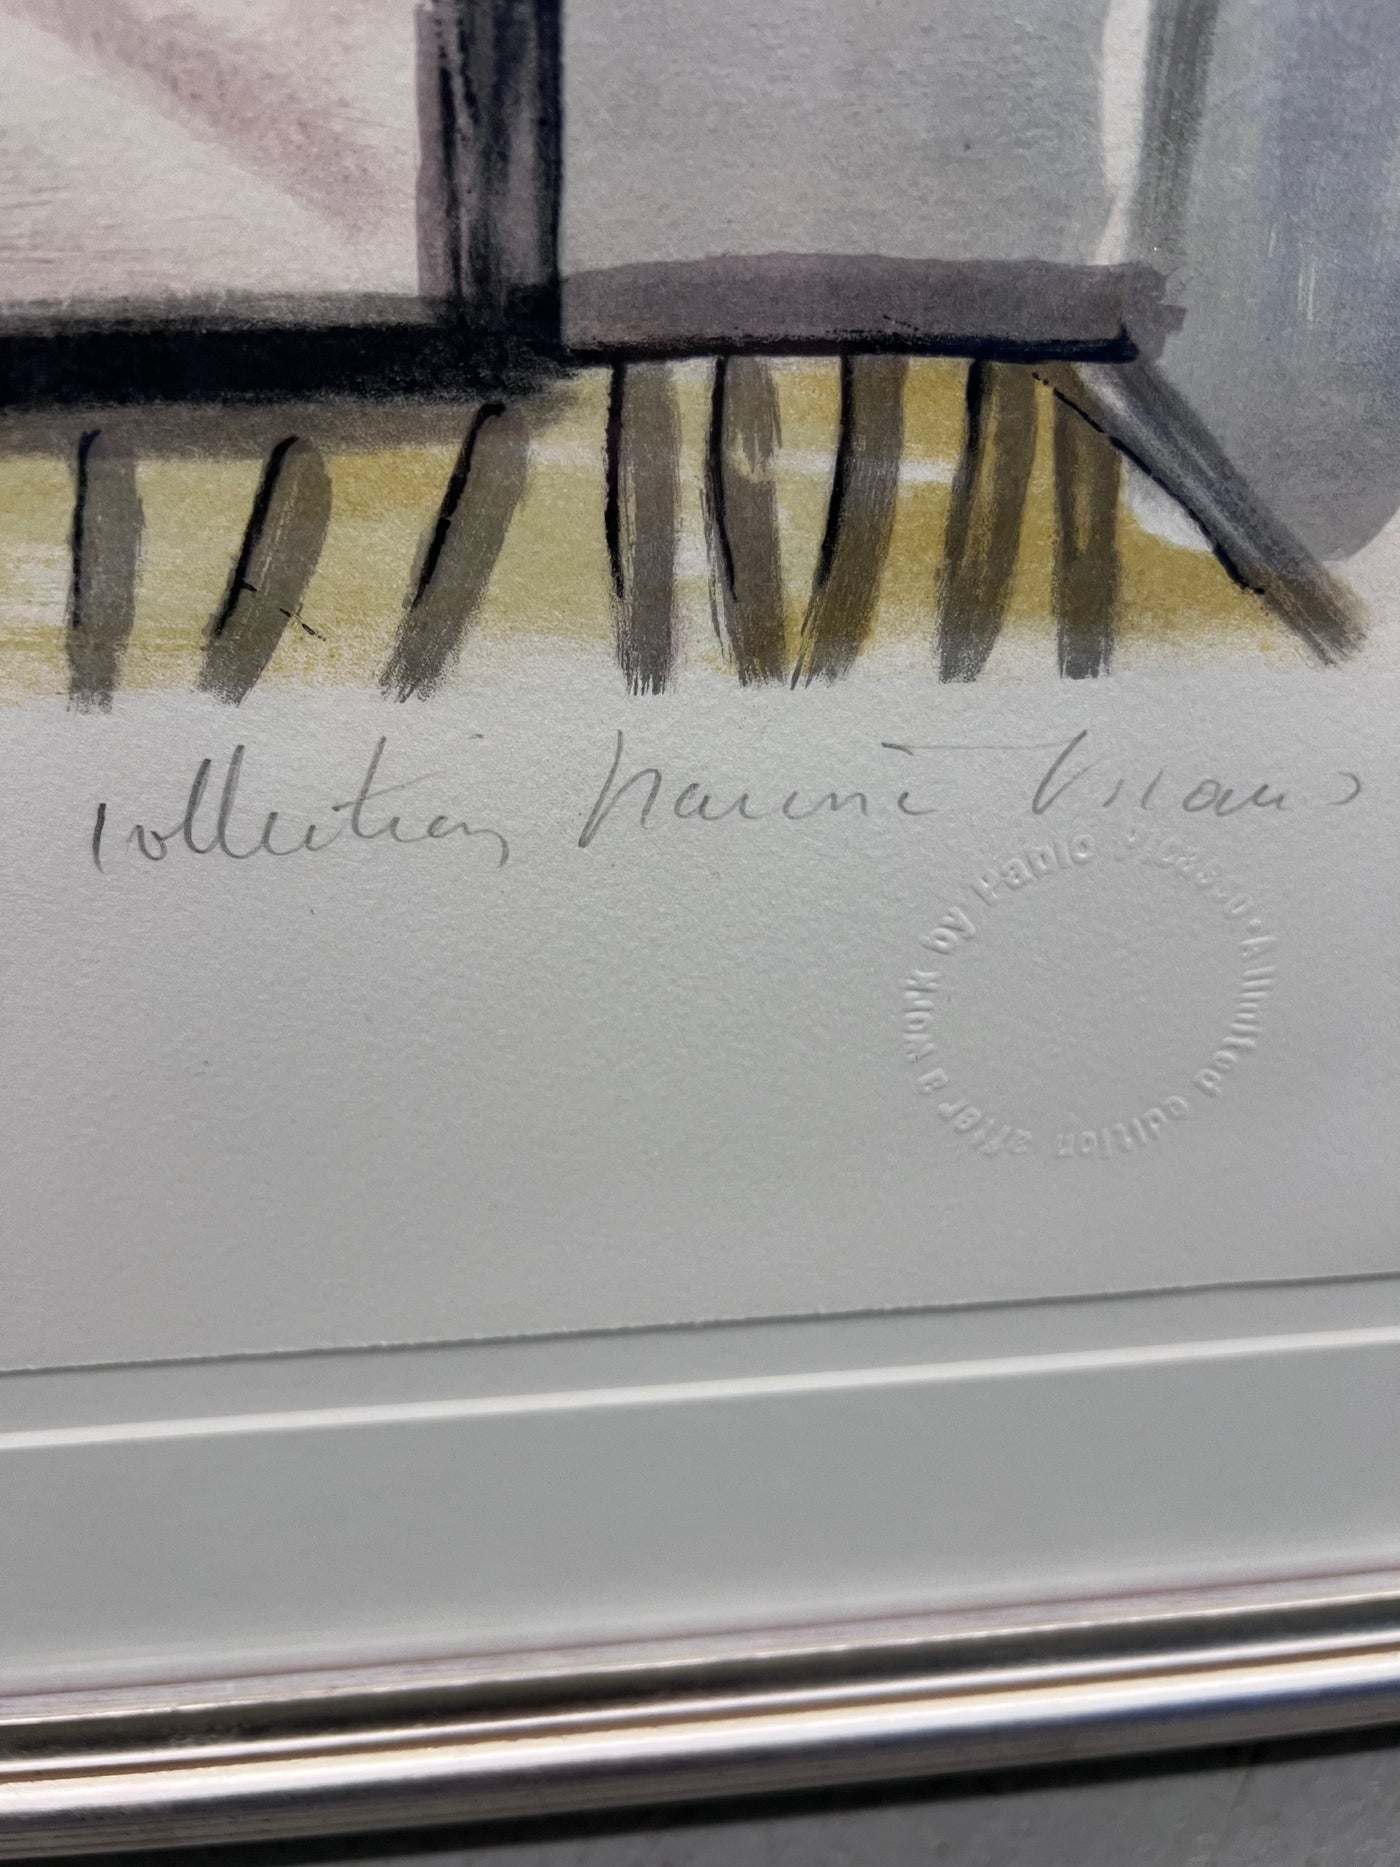 Collection Marina Picasso
A limited edition after a work by Pablo Picasso •